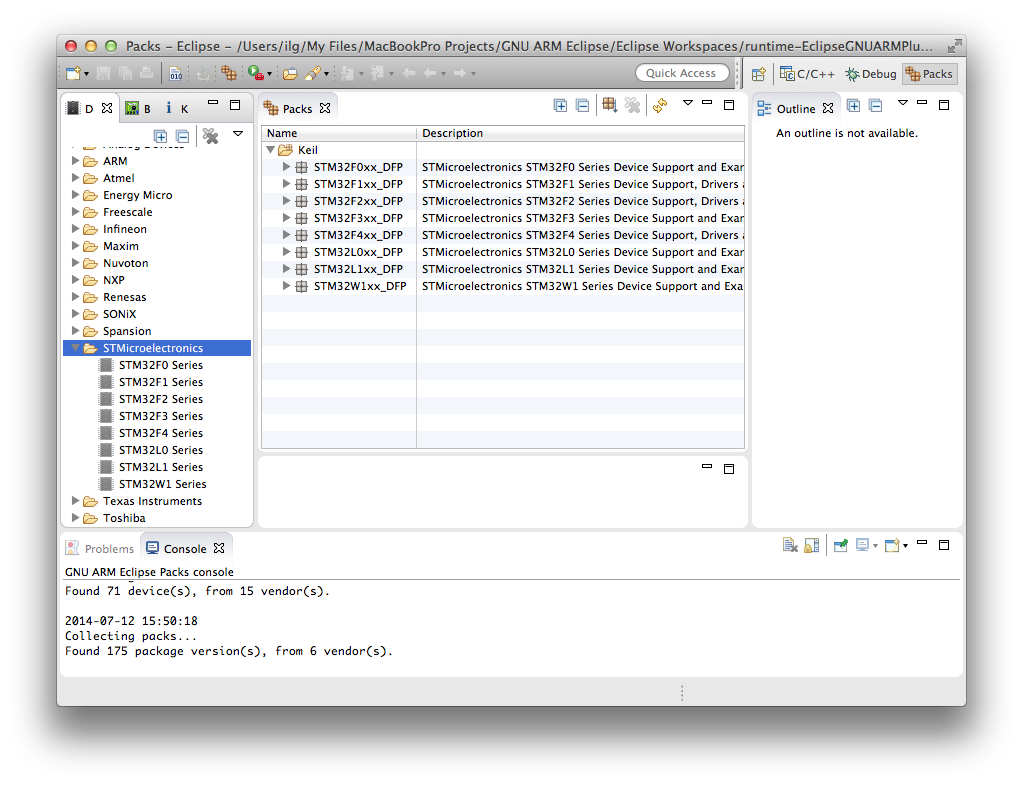 Packs – Eclipse – /Users/ilg/My Files/MacBookPro Projects/GNU ARM Eclipse/Eclipse Workspaces/runtime-EclipseGNUARMPlu...
010
Quick Access
C/C++
Debug
Packs
D
B
K
Packs
Outline
An outline is not available.
Name
Description
Analog Devices
ARM
Atmel
Energy Micro
Freescale
Infineon
Maxim
Nuvoton
NXP
Renesas
SONiX
Spansion
STMicroelectronics
STM32F0 Series
STM32F1 Series
STM32F2 Series
STM32F3 Series
STM32F4 Series
STM32L0 Series
STM32L1 Series
STM32W1 Series
Texas Instruments
Toshiba
Keil
STM32F0xx_DFP STMicroelectronics STM32F0 Series Device Support and Exar
STM32F1xx_DFP STMicroelectronics STM32F1 Series Device Support, Drivers a
STM32F2xx_DFP STMicroelectronics STM32F2 Series Device Support, Drivers a
STM32F3xx_DFP STMicroelectronics STM32F3 Series Device Support and Exar
STM32F4xx_DFP STMicroelectronics STM32F4 Series Device Support, Drivers a
STM32L0xx_DFP STMicroelectronics STM32L0 Series Device Support and Exar
STM32L1xx_DFP STMicroelectronics STM32L1 Series Device Support and Exar
STM32W1xx_DFP STMicroelectronics STM32W1 Series Device Support and Exa
Problems
Console
GNU ARM Eclipse Packs console
Found 71 device(s), from 15 vendor(s).
2014-07-12 15:50:18
Collecting packs...
Found 175 package version(s), from 6 vendor(s).